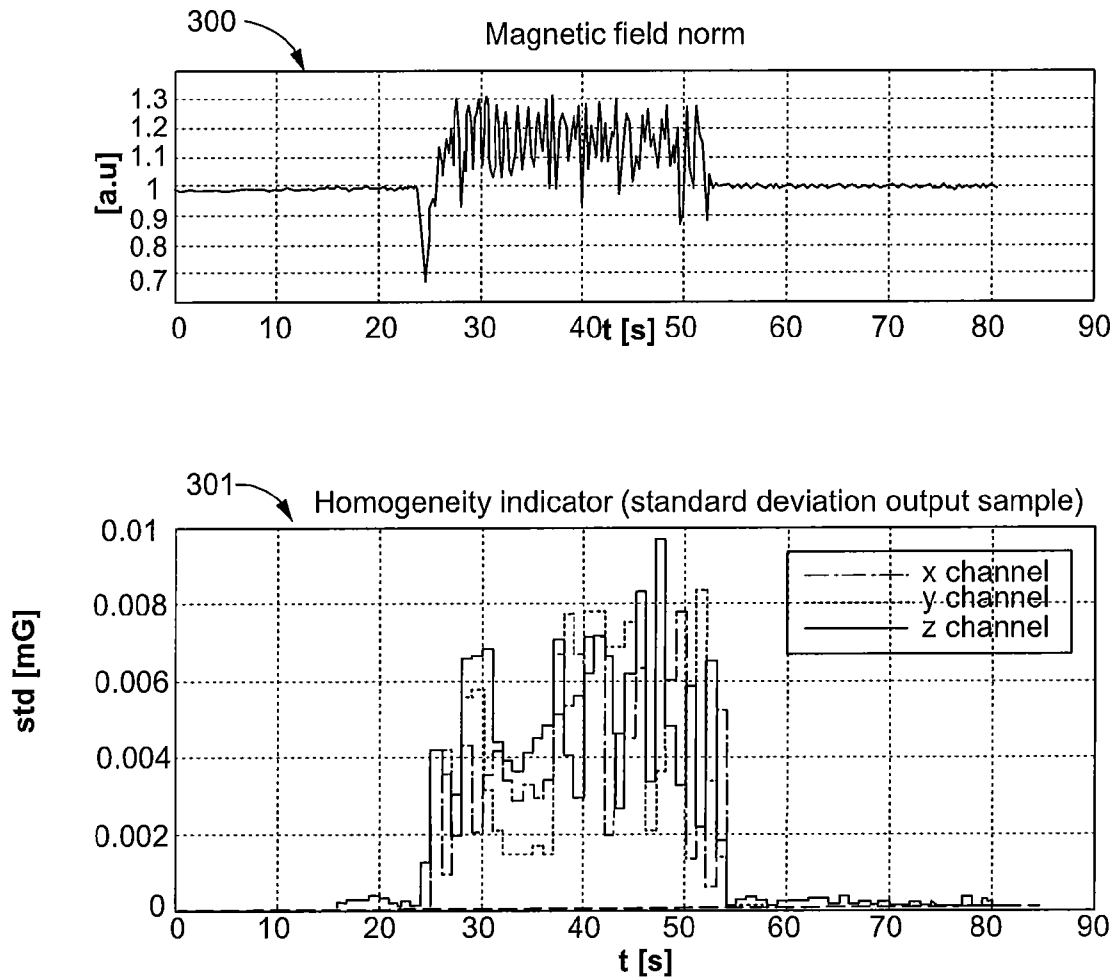 300
Magnetic field norm
1.3
1.2
1.1
1
0.9
0.8
0.7
[a.u]
0 10 20 30 40 50 60 70 80 90
t [s]
301
Homogeneity indicator (standard deviation output sample)
0.01
0.008
0.006
0.004
0.002
0
std [mG]
x channel
y channel
z channel
0 10 20 30 40 50 60 70 80 90
t [s]